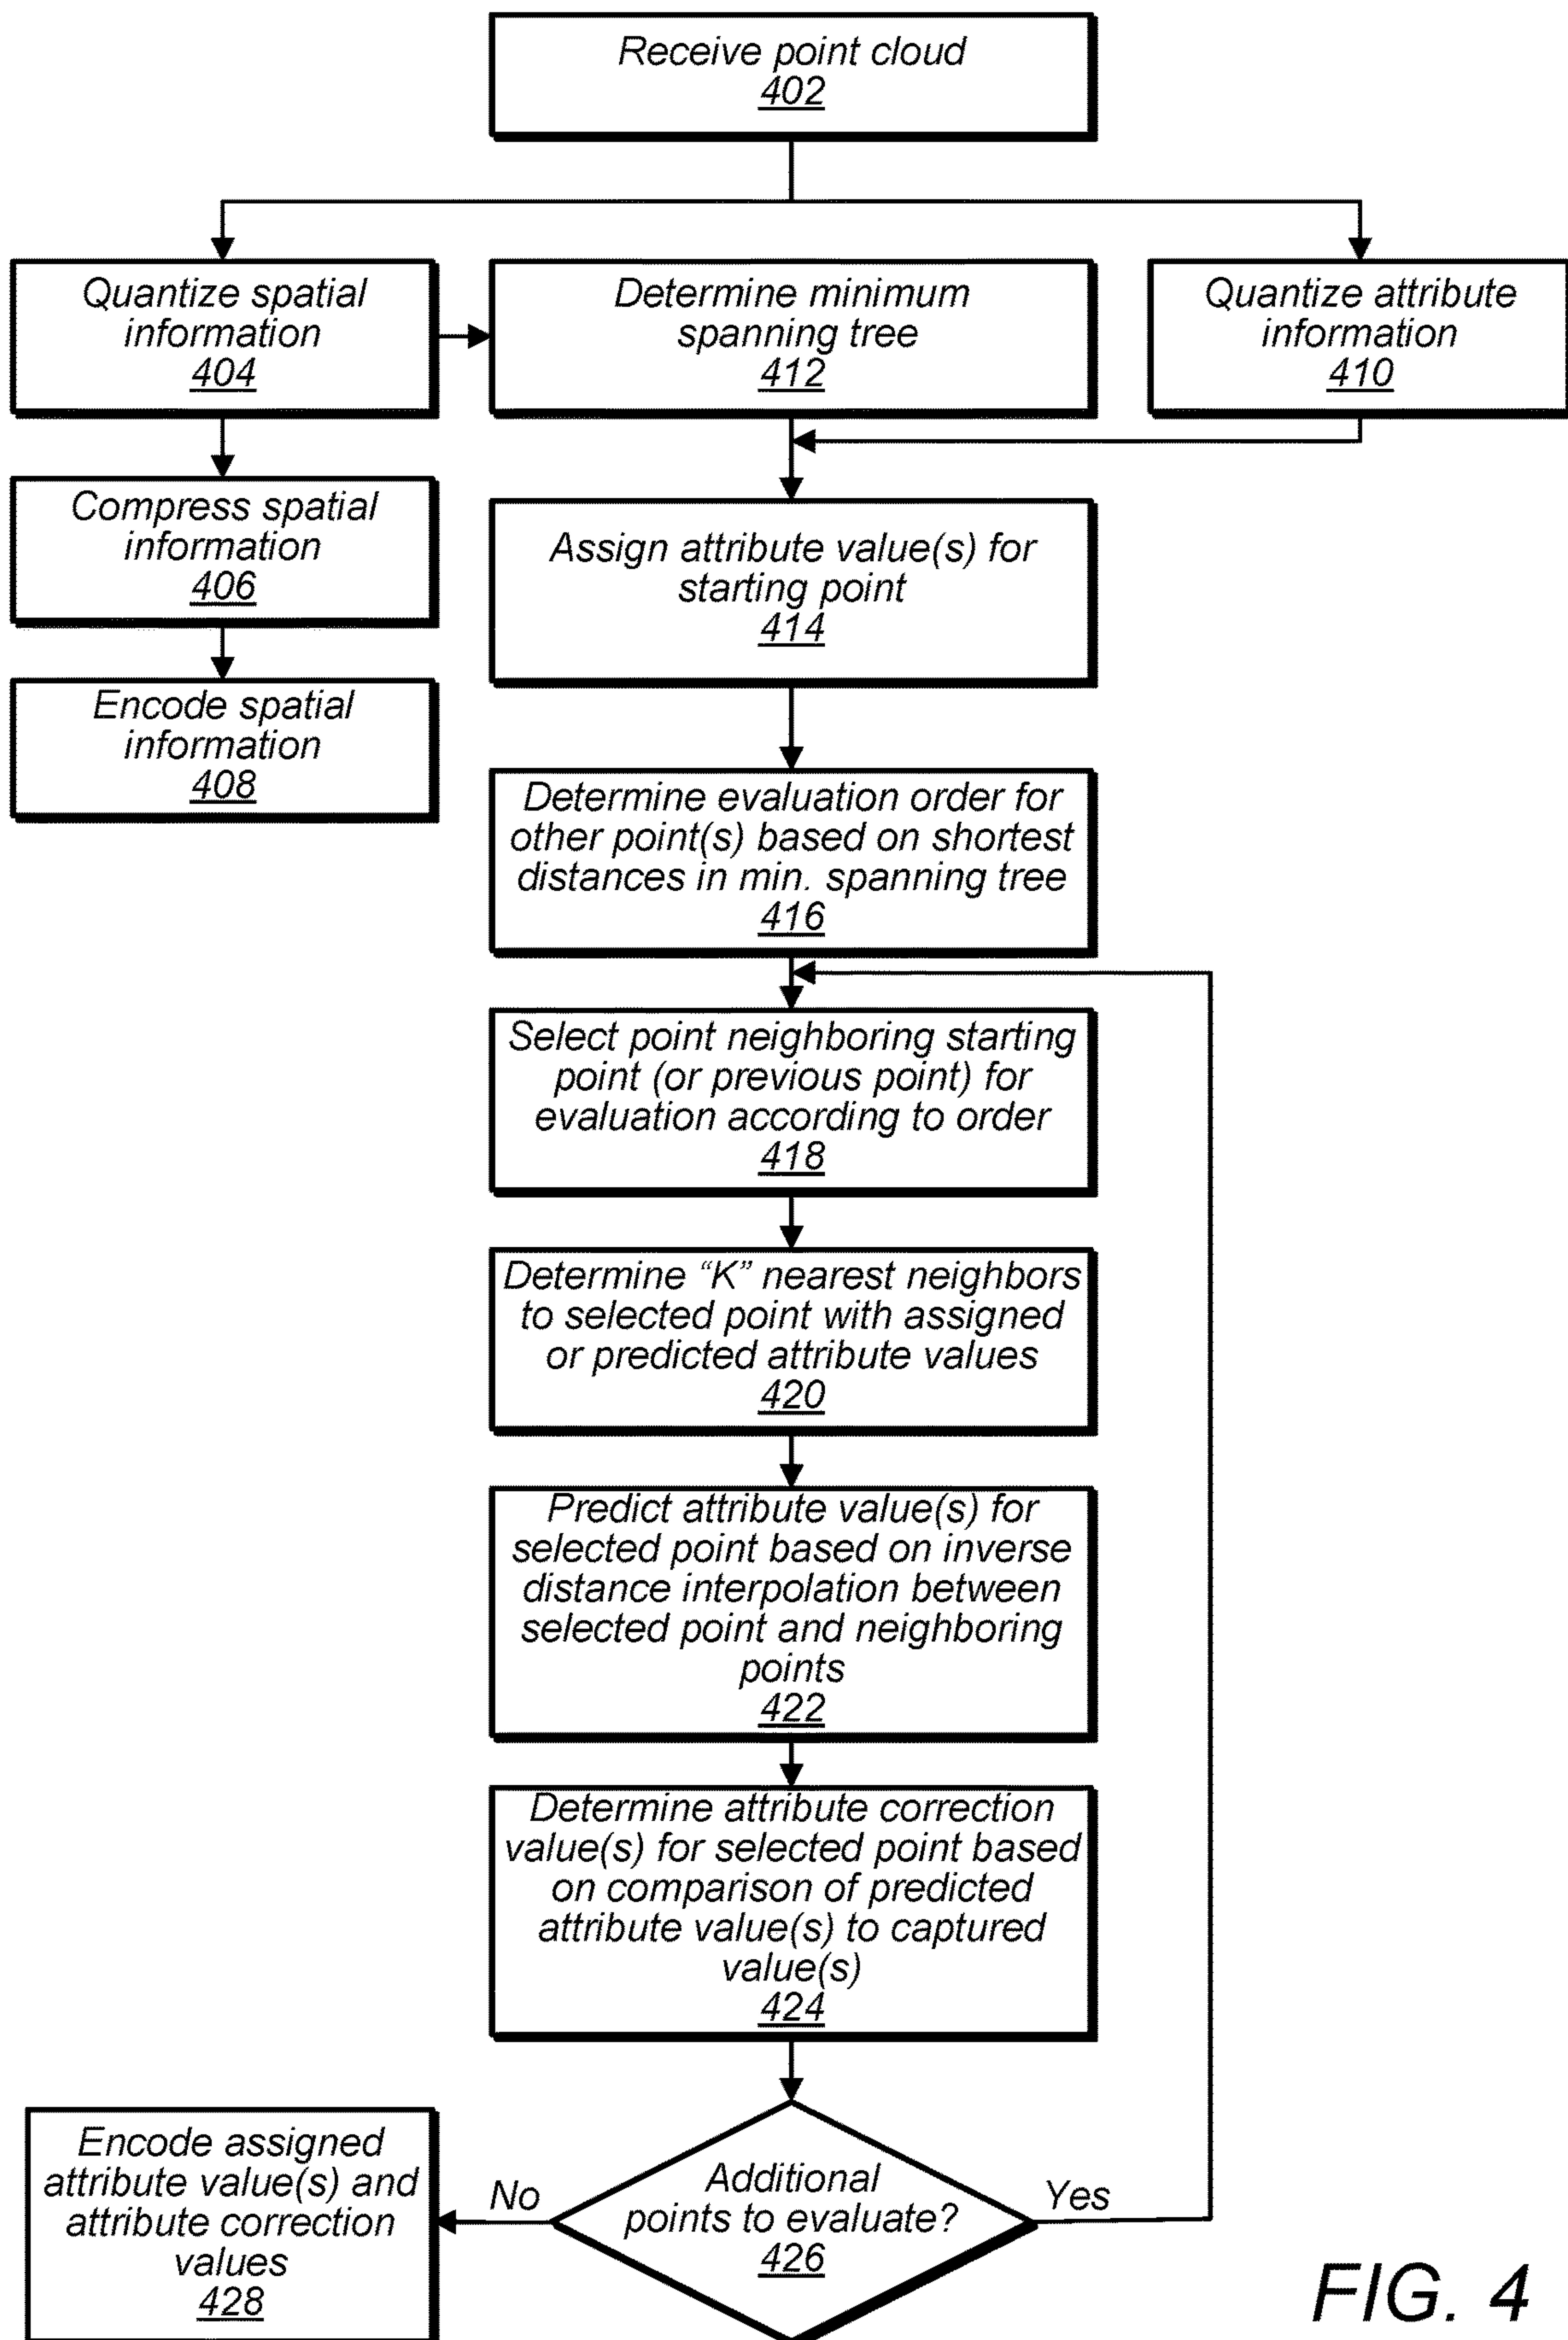 Receive point cloud
402
Quantize spatial
information
404
Determine minimum
spanning tree
412
Quantize attribute
information
410
Compress spatial
information
406
Assign attribute value(s) for
starting point
414
Encode spatial
information
408
Determine evaluation order for
other point(s) based on shortest
distances in min. spanning tree
416
Select point neighboring starting
point (or previous point) for
evaluation according to order
418
Determine “K” nearest neighbors
to selected point with assigned
or predicted attribute values
420
Predict attribute value(s) for
selected point based on inverse
distance interpolation between
selected point and neighboring
points
422
Determine attribute correction
value(s) for selected point based
on comparison of predicted
attribute value(s) to captured
value(s)
424
Additional
points to evaluate?
426
No
Yes
Encode assigned
attribute value(s) and
attribute correction
values
428
FIG. 4